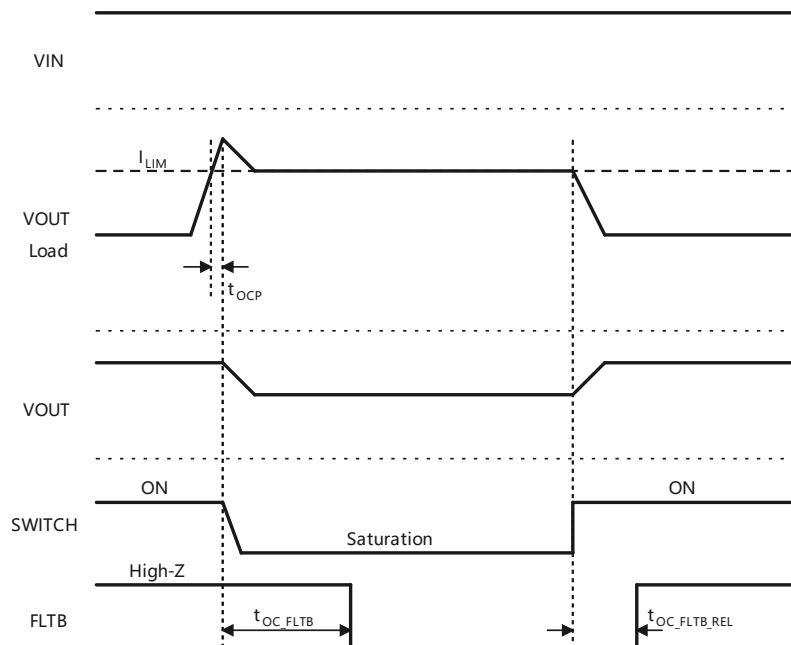 VIN
I_LIM
VOUT
Load
t_OCP
VOUT
ON
ON
SWITCH
Saturation
High-Z
FLTB
t_OC_FLTB
t_OC_FLTB_REL